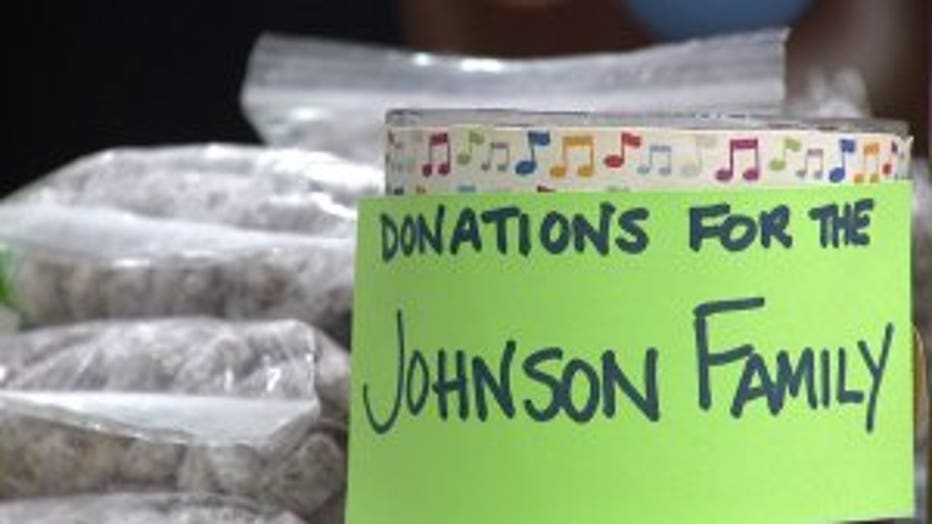 DONATIONS FOR THE
JOHNSON FAMILY